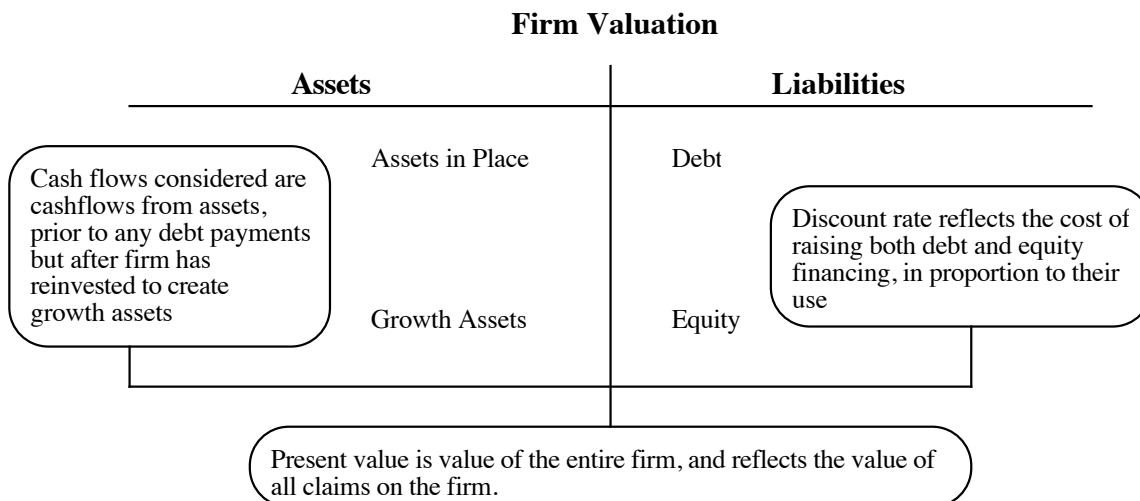 Firm Valuation
Assets
Liabilities
Assets in Place
Debt
Cash flows considered are
cashflows from assets,
prior to any debt payments
but after firm has
reinvested to create
growth assets
Discount rate reflects the cost of
raising both debt and equity
financing, in proportion to their
use
Growth Assets
Equity
Present value is value of the entire firm, and reflects the value of
all claims on the firm.